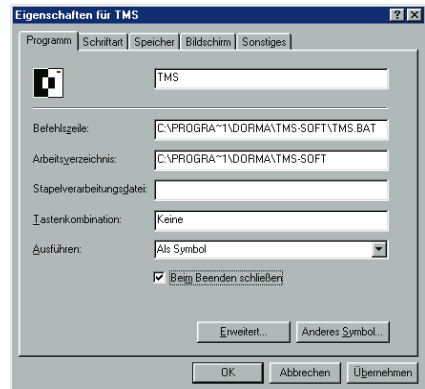 Eigenschaften für TMS
Programm Schriftart Speicher Bildschirm Sonstiges
TMS
Befehlszeile: C:\PROGRA~1\DORMA\TMS-SOFT\TMS.BAT
Arbeitsverzeichnis: C:\PROGRA~1\DORMA\TMS-SOFT
Stapelverarbeitungsdatei:
Tastenkombination: Keine
Ausführen: Als Symbol
Beim Beenden schließen
Erweitert... Anderes Symbol...
OK Abbrechen Übernehmen